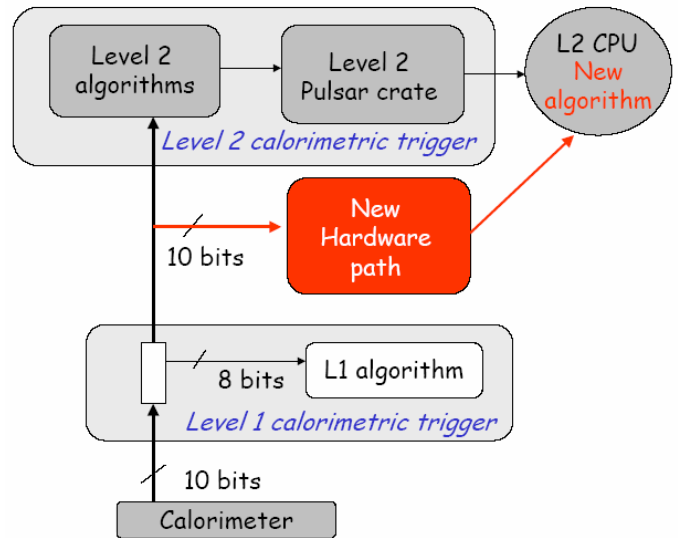 Level 2
algorithms
Level 2
Pulsar crate
L2 CPU
New
algorithm
Level 2 calorimetric trigger
10 bits
New
Hardware
path
8 bits
L1 algorithm
Level 1 calorimetric trigger
10 bits
Calorimeter